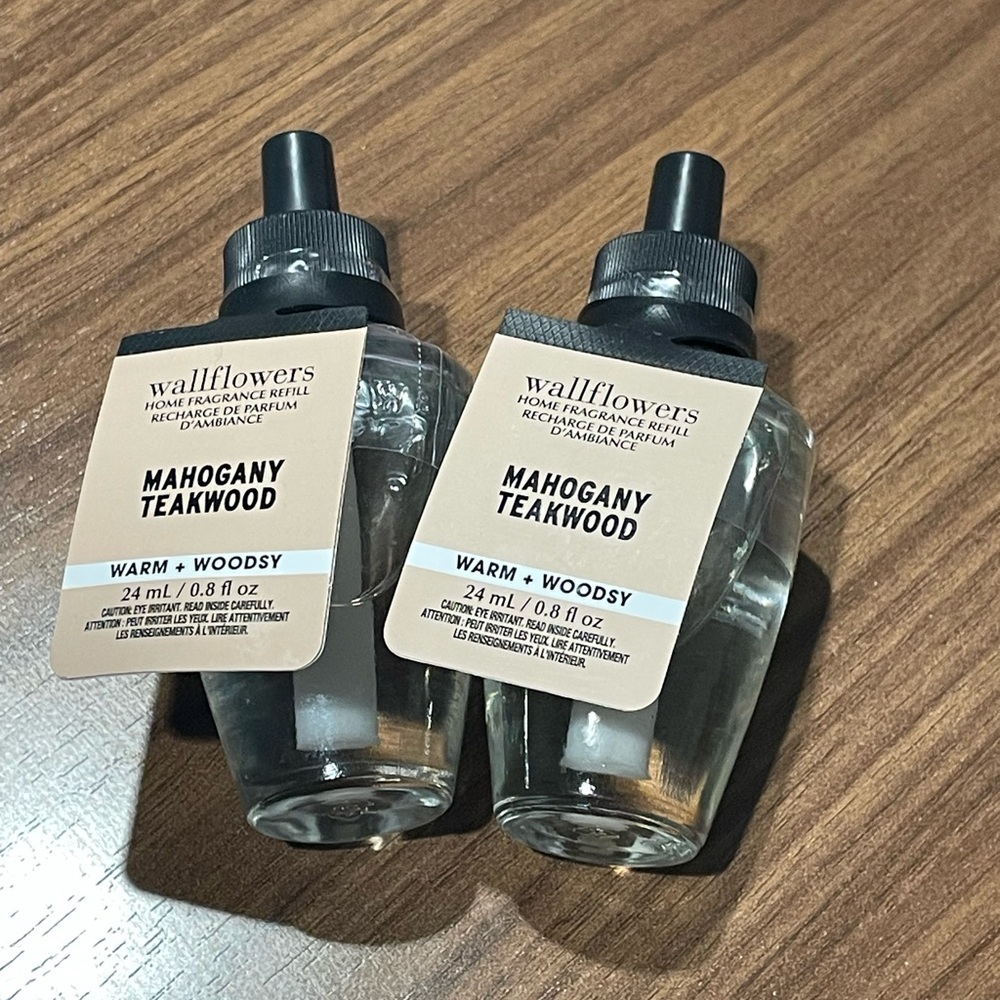 wallflowers
HOME FRAGRANCE REFILL
RECHARGE DE PARFUM
D'AMBIANCE
MAHOGANY
TEAKWOOD
WARM + WOODSY
24 mL / 0.8 fl oz
CAUTION: EYE IRRITANT. READ INSIDE CAREFULLY.
ATTENTION : PEUT IRRITER LES YEUX. LIRE ATTENTIVEMENT
LES RENSEIGNEMENTS À L'INTÉRIEUR.
wallflowers
HOME FRAGRANCE REFILL
RECHARGE DE PARFUM
D'AMBIANCE
MAHOGANY
TEAKWOOD
WARM + WOODSY
24 mL / 0.8 fl oz
CAUTION: EYE IRRITANT. READ INSIDE CAREFULLY.
ATTENTION : PEUT IRRITER LES YEUX. LIRE ATTENTIVEMENT
LES RENSEIGNEMENTS À L'INTÉRIEUR.